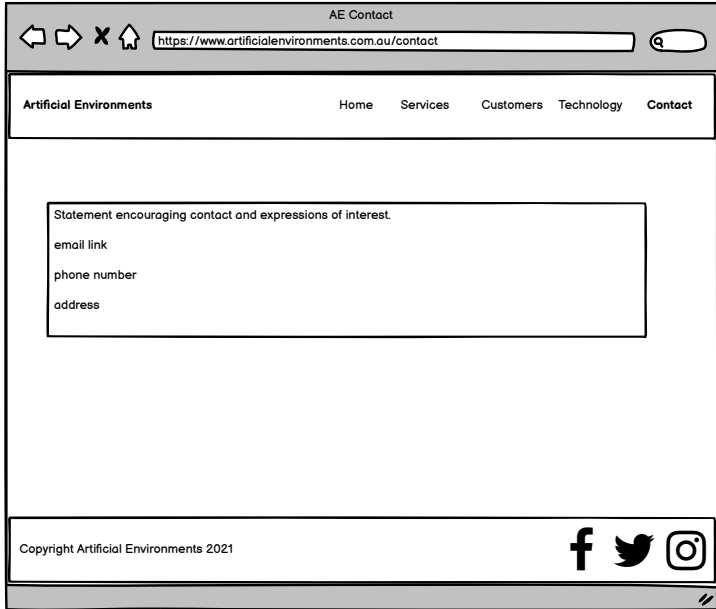 AE Contact
https://www.artificialenvironments.com.au/contact
Artificial Environments Home Services Customers Technology Contact
Statement encouraging contact and expressions of interest.
email link
phone number
address
Copyright Artificial Environments 2021